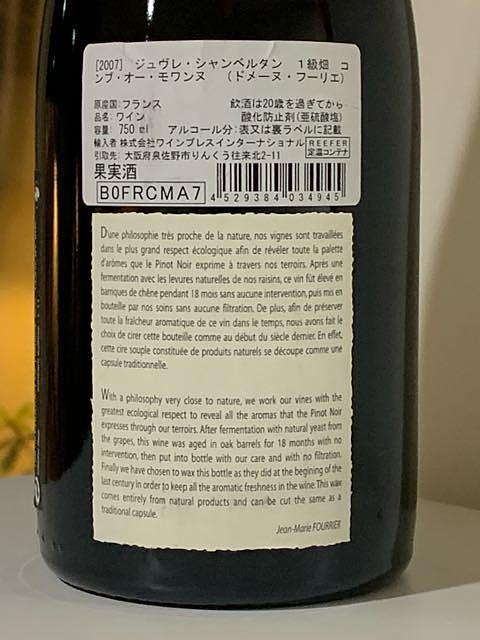 [2007] ジュヴレ・シャンベルタン 1級畑 コ
ンブ・オー・モワンヌ (ドメーヌ・フーリエ)
原産国:フランス 飲酒は20歳を過ぎてから
品名:ワイン 酸化防止剤(亜硫酸塩)
容量:750ml アルコール分:表又は裏ラベルに記載
輸入者 株式会社ワインプレスインターナショナル REEFER
引取先:大阪府泉佐野市りんくう往来北2-11 定温コンテナ
果実酒
B0FRCMA7
4 529384 034945
D'une philosophie très proche de la nature, nos vignes sont travaillées
dans le plus grand respect écologique afin de révéler toute la palette
d'arômes que le Pinot Noir exprime à travers nos terroirs. Après une
fermentation avec les levures naturelles de nos raisins, ce vin fût élevé en
barriques de chêne pendant 18 mois sans aucune intervention, puis mis en
bouteille par nos soins sans aucune filtration. De plus, afin de préserver
toute la fraîcheur aromatique de ce vin dans le temps, nous avons fait le
choix de cirer cette bouteille comme au début du siècle dernier. En effet,
cette cire souple constituée de produits naturels se découpe comme une
capsule traditionnelle.
With a philosophy very close to nature, we work our vines with the
greatest ecological respect to reveal all the aromas that the Pinot Noir
expresses through our terroirs. After fermentation with natural yeast from
the grapes, this wine was aged in oak barrels for 18 months with no
intervention, then put into bottle with our care and with no filtration.
Finally we have chosen to wax this bottle as they did at the begining of the
last century in order to keep all the aromatic freshness in the wine. This wax
comes entirely from natural products and can be cut the same as a
traditional capsule.
Jean-Marie FOURRIER